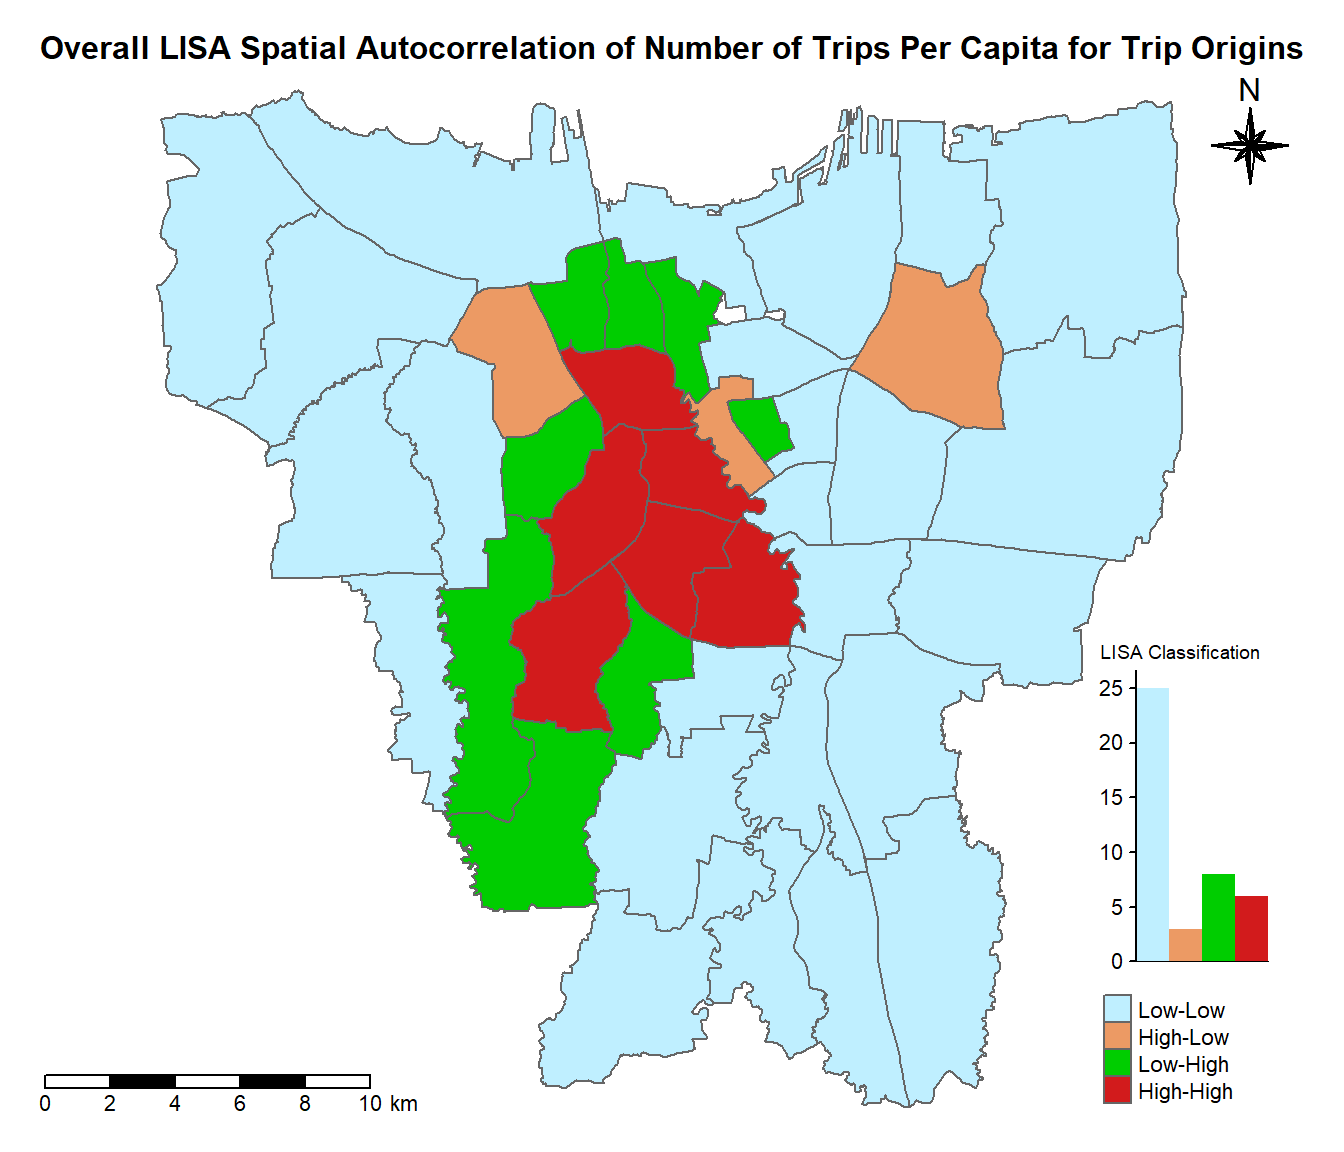 Overall LISA Spatial Autocorrelation of Number of Trips Per Capita for Trip Origins
N
LISA Classification
25
20
15
10
5
0
Low-Low
High-Low
Low-High
High-High
0 2 4 6 8 10 km